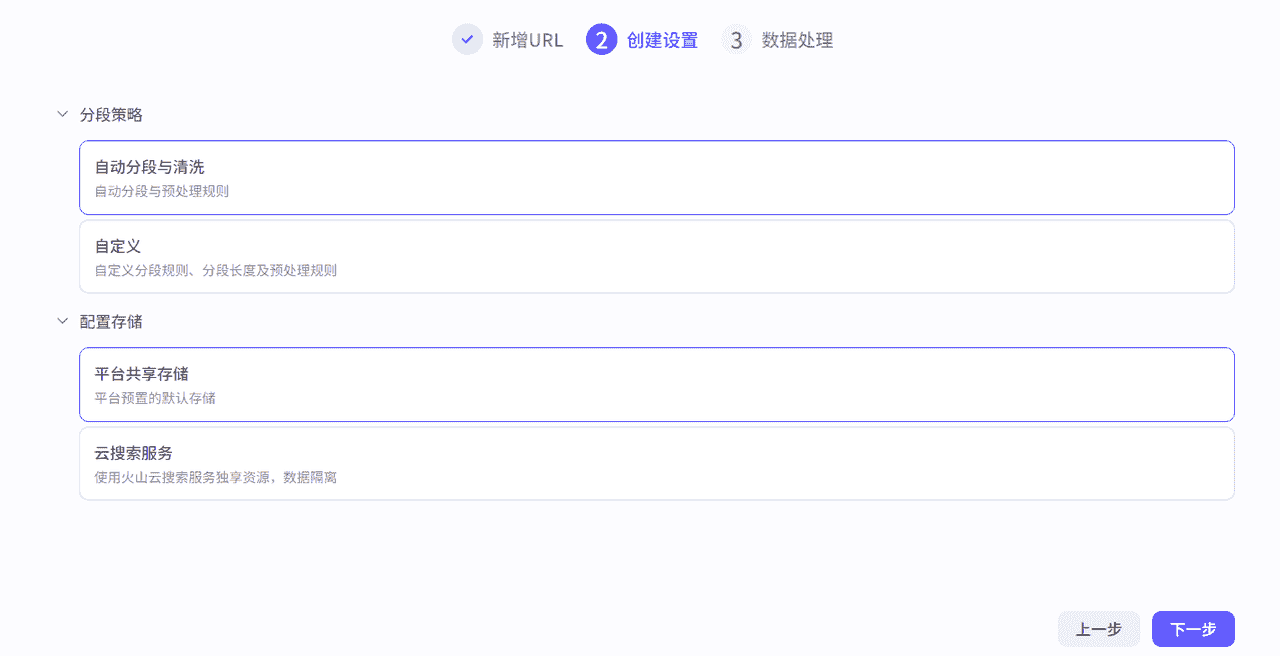 新增URL 2 创建设置 3 数据处理
分段策略
自动分段与清洗
自动分段与预处理规则
自定义
自定义分段规则、分段长度及预处理规则
配置存储
平台共享存储
平台预置的默认存储
云搜索服务
使用火山云搜索服务独享资源，数据隔离
上一步 下一步